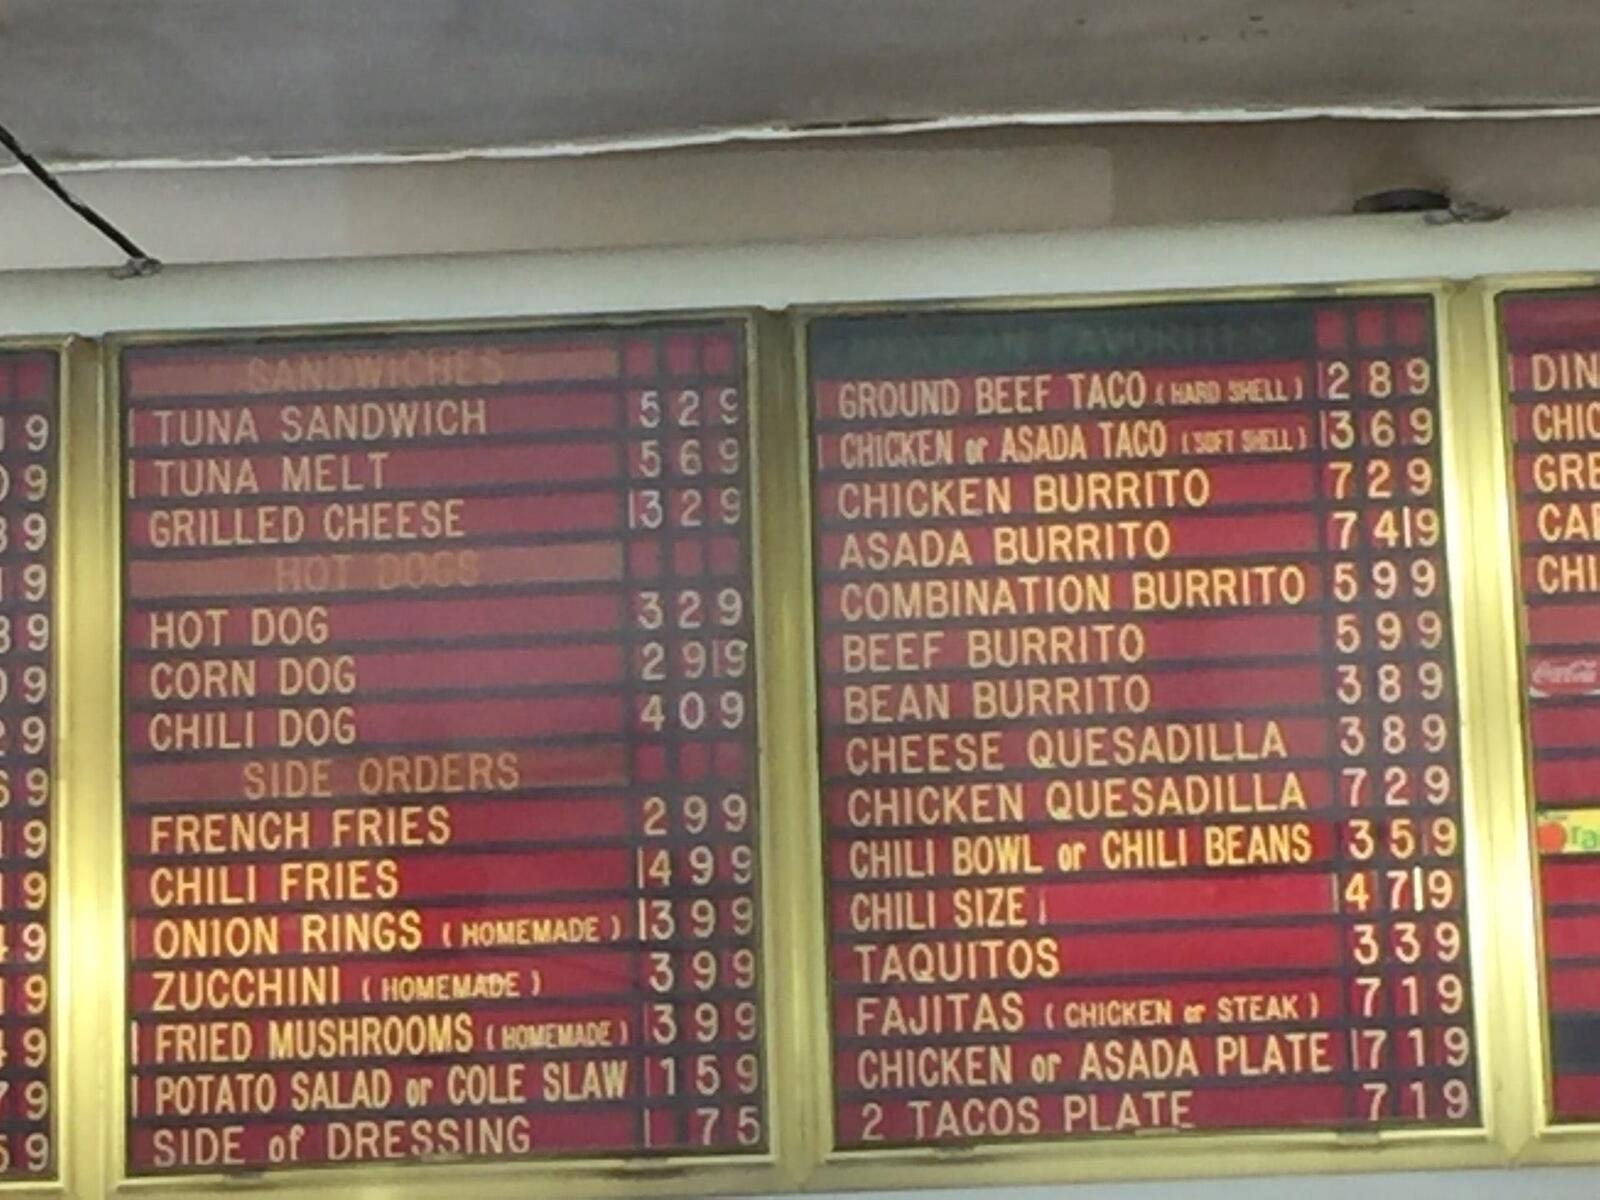 SANDWICHES
TUNA SANDWICH 5 2 9
TUNA MELT 5 6 9
GRILLED CHEESE 3 2 9
HOT DOGS
HOT DOG 3 2 9
CORN DOG 2 9 9
CHILI DOG 4 0 9
SIDE ORDERS
FRENCH FRIES 2 9 9
CHILI FRIES 4 9 9
ONION RINGS ( HOMEMADE ) 3 9 9
ZUCCHINI ( HOMEMADE ) 3 9 9
FRIED MUSHROOMS ( HOMEMADE ) 3 9 9
POTATO SALAD or COLE SLAW 1 5 9
SIDE of DRESSING 7 5
MEXICAN FAVORITES
GROUND BEEF TACO ( HARD SHELL ) 2 8 9
CHICKEN or ASADA TACO ( SOFT SHELL ) 3 6 9
CHICKEN BURRITO 7 2 9
ASADA BURRITO 7 4 9
COMBINATION BURRITO 5 9 9
BEEF BURRITO 5 9 9
BEAN BURRITO 3 8 9
CHEESE QUESADILLA 3 8 9
CHICKEN QUESADILLA 7 2 9
CHILI BOWL or CHILI BEANS 3 5 9
CHILI SIZE 4 7 9
TAQUITOS 3 3 9
FAJITAS ( CHICKEN or STEAK ) 7 1 9
CHICKEN or ASADA PLATE 7 1 9
2 TACOS PLATE 7 1 9
DIN
CHIC
GRE
CHI
Coca-Cola